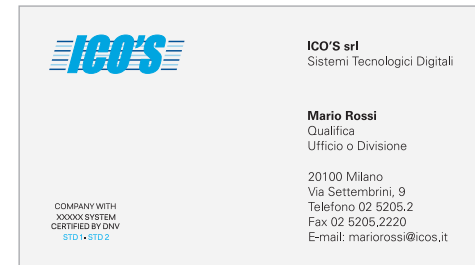 ICO'S
ICO'S srl
Sistemi Tecnologici Digitali
Mario Rossi
Qualifica
Ufficio o Divisione
20100 Milano
Via Settembrini, 9
Telefono 02 5205.2
Fax 02 5205.2220
E-mail: mariorossi@icos.it
COMPANY WITH
XXXXX SYSTEM
CERTIFIED BY DNV
STD 1 • STD 2